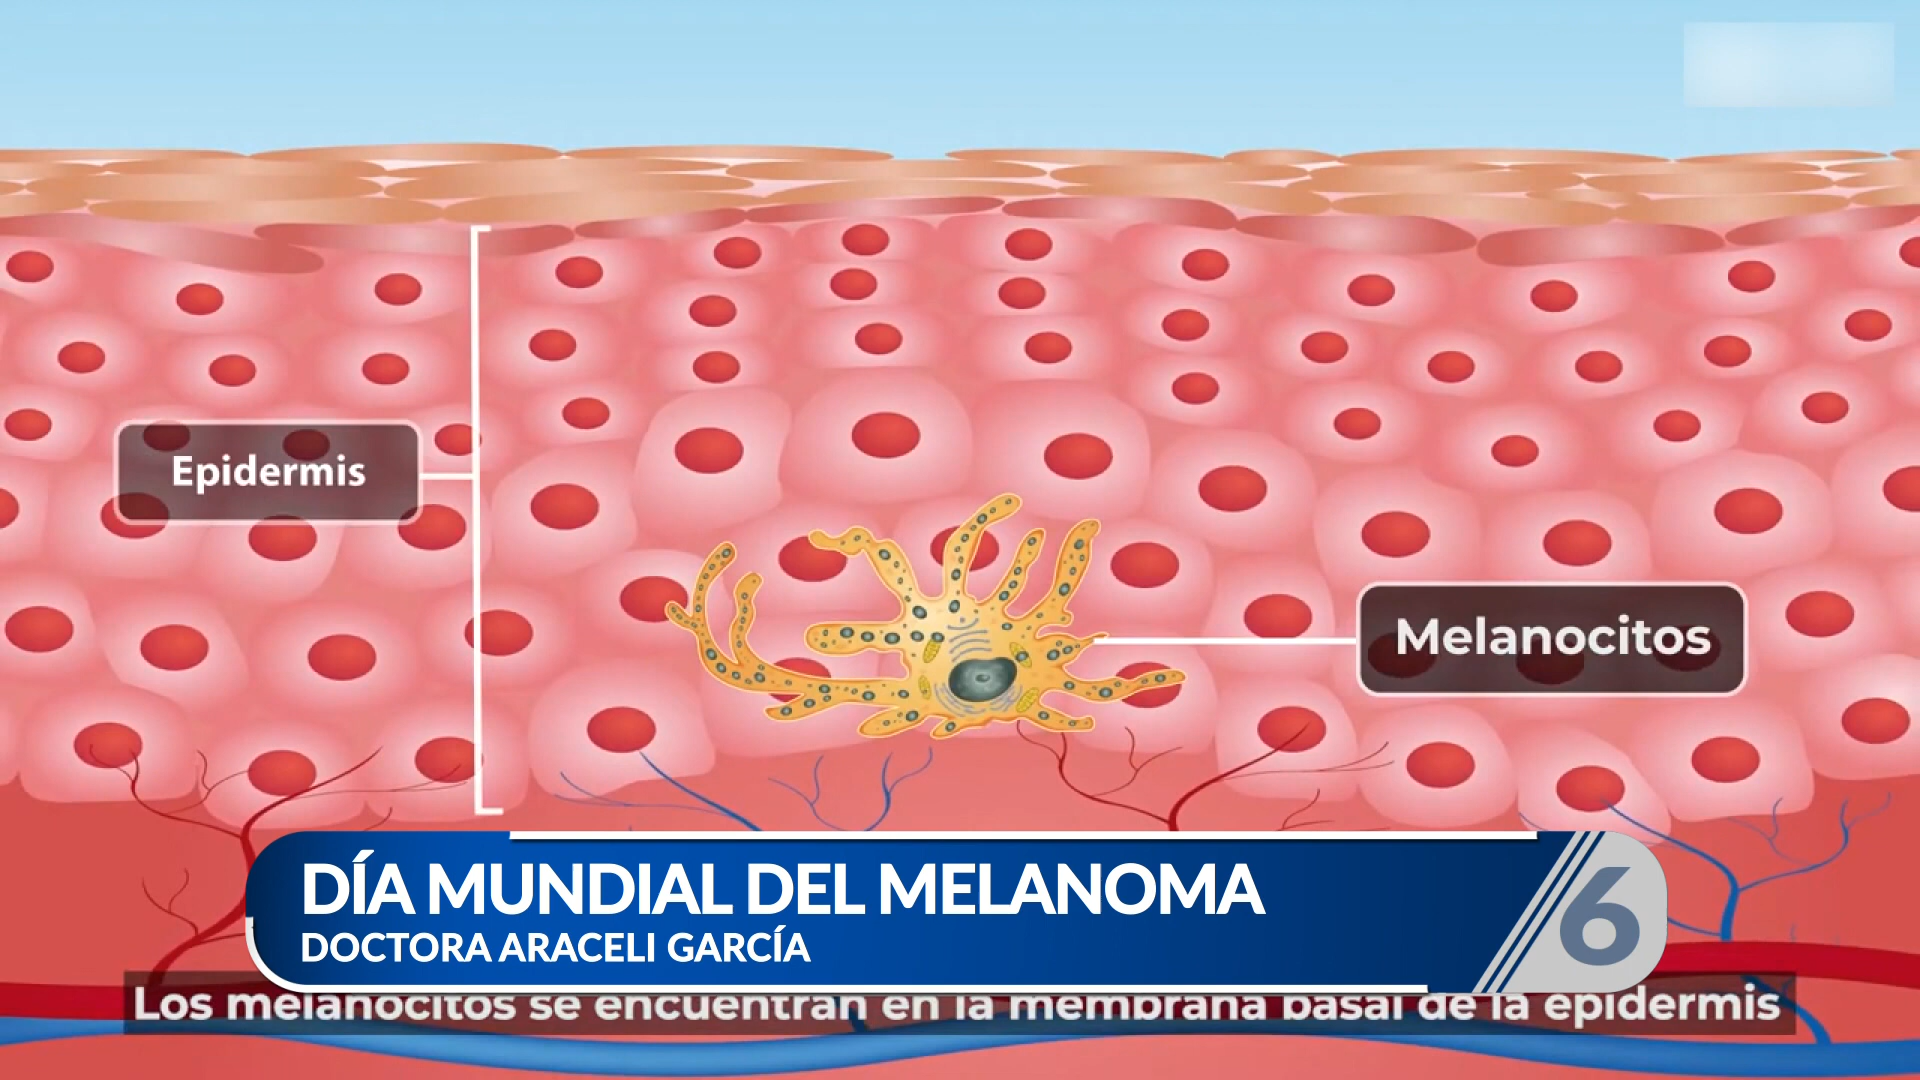 Epidermis
Melanocitos
DÍA MUNDIAL DEL MELANOMA
DOCTORA ARACELI GARCÍA
6
Los melanocitos se encuentran en la membrana basal de la epidermis